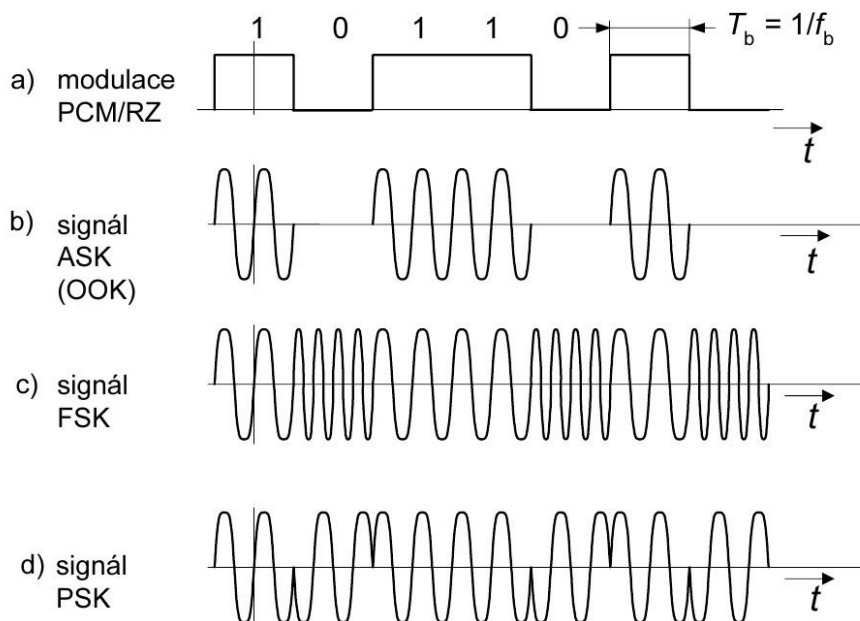 1 0 1 1 0 T_b = 1/f_b
a) modulace
PCM/RZ
t
b) signál
ASK
(OOK)
t
c) signál
FSK
t
d) signál
PSK
t